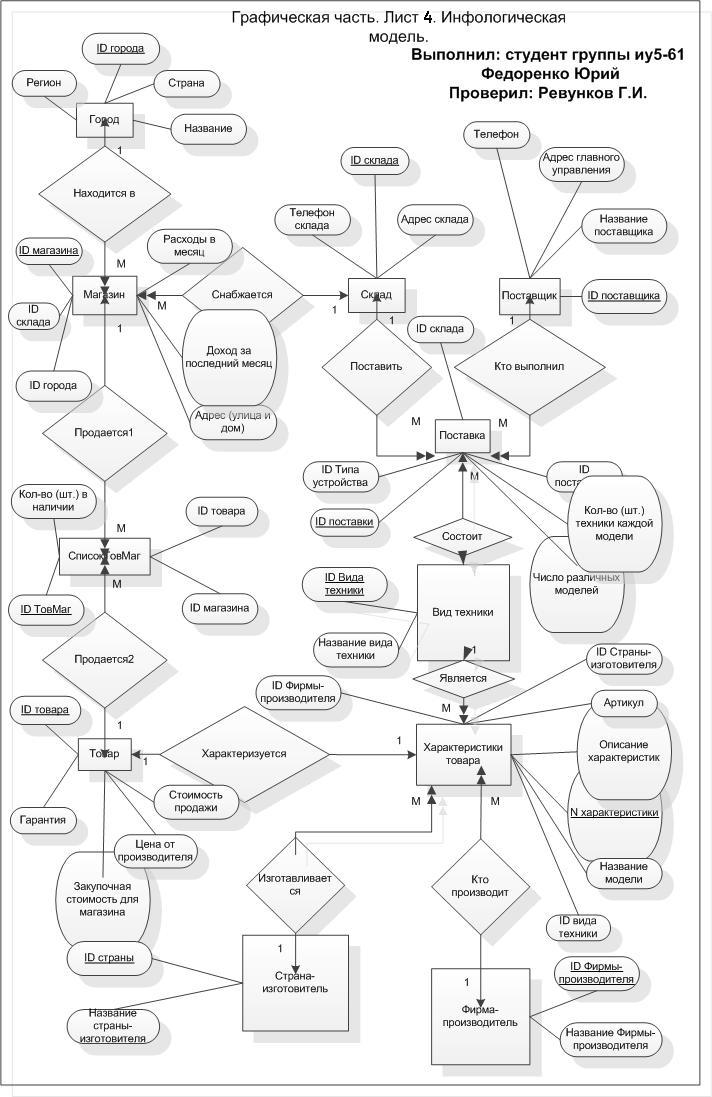 Графическая часть. Лист 4. Инфологическая
модель.
Выполнил: студент группы иу5-61
Федоренко Юрий
Проверил: Ревунков Г.И.
ID города
Регион
Страна
Город
Название
1
Находится в
М
ID магазина
Расходы в
месяц
Магазин
ID
склада
ID города
1
М
Снабжается
1
Доход за
последний месяц
Адрес (улица и
дом)
ID склада
Телефон
склада
Адрес склада
Склад
1
Поставить
М
Телефон
Адрес главного
управления
Название
поставщика
Поставщик
ID поставщика
1
Кто выполнил
М
ID склада
Поставка
ID Типа
устройства
ID поставки
ID
Кол-во (шт.)
техники каждой
модели
Число различных
моделей
М
Состоит
Продается1
М
Кол-во (шт.) в
наличии
ID товара
СписокТовМаг
ID ТовМаг
ID магазина
М
Продается2
1
ID Вида
техники
Вид техники
Название вида
техники
1
Является
М
ID товара
Товар
1
Характеризуется
1
Гарантия
Стоимость
продажи
Цена от
производителя
Закупочная
стоимость для
магазина
ID Фирмы-
производителя
ID Страны-
изготовителя
Артикул
Характеристики
товара
Описание
характеристик
N характеристики
Название
модели
ID вида
техники
М
М
Изготавливает
ся
1
Кто
производит
1
ID страны
Страна-
изготовитель
Название
страны-
изготовителя
Фирма-
производитель
ID Фирмы-
производителя
Название Фирмы-
производителя